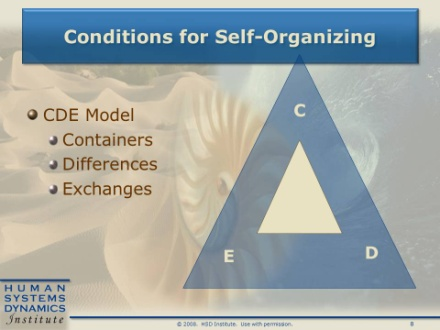 Conditions for Self-Organizing
CDE Model
Containers
Differences
Exchanges
C
E
D
HUMAN
SYSTEMS
DYNAMICS
Institute
© 2008. HSD Institute. Use with permission.
8